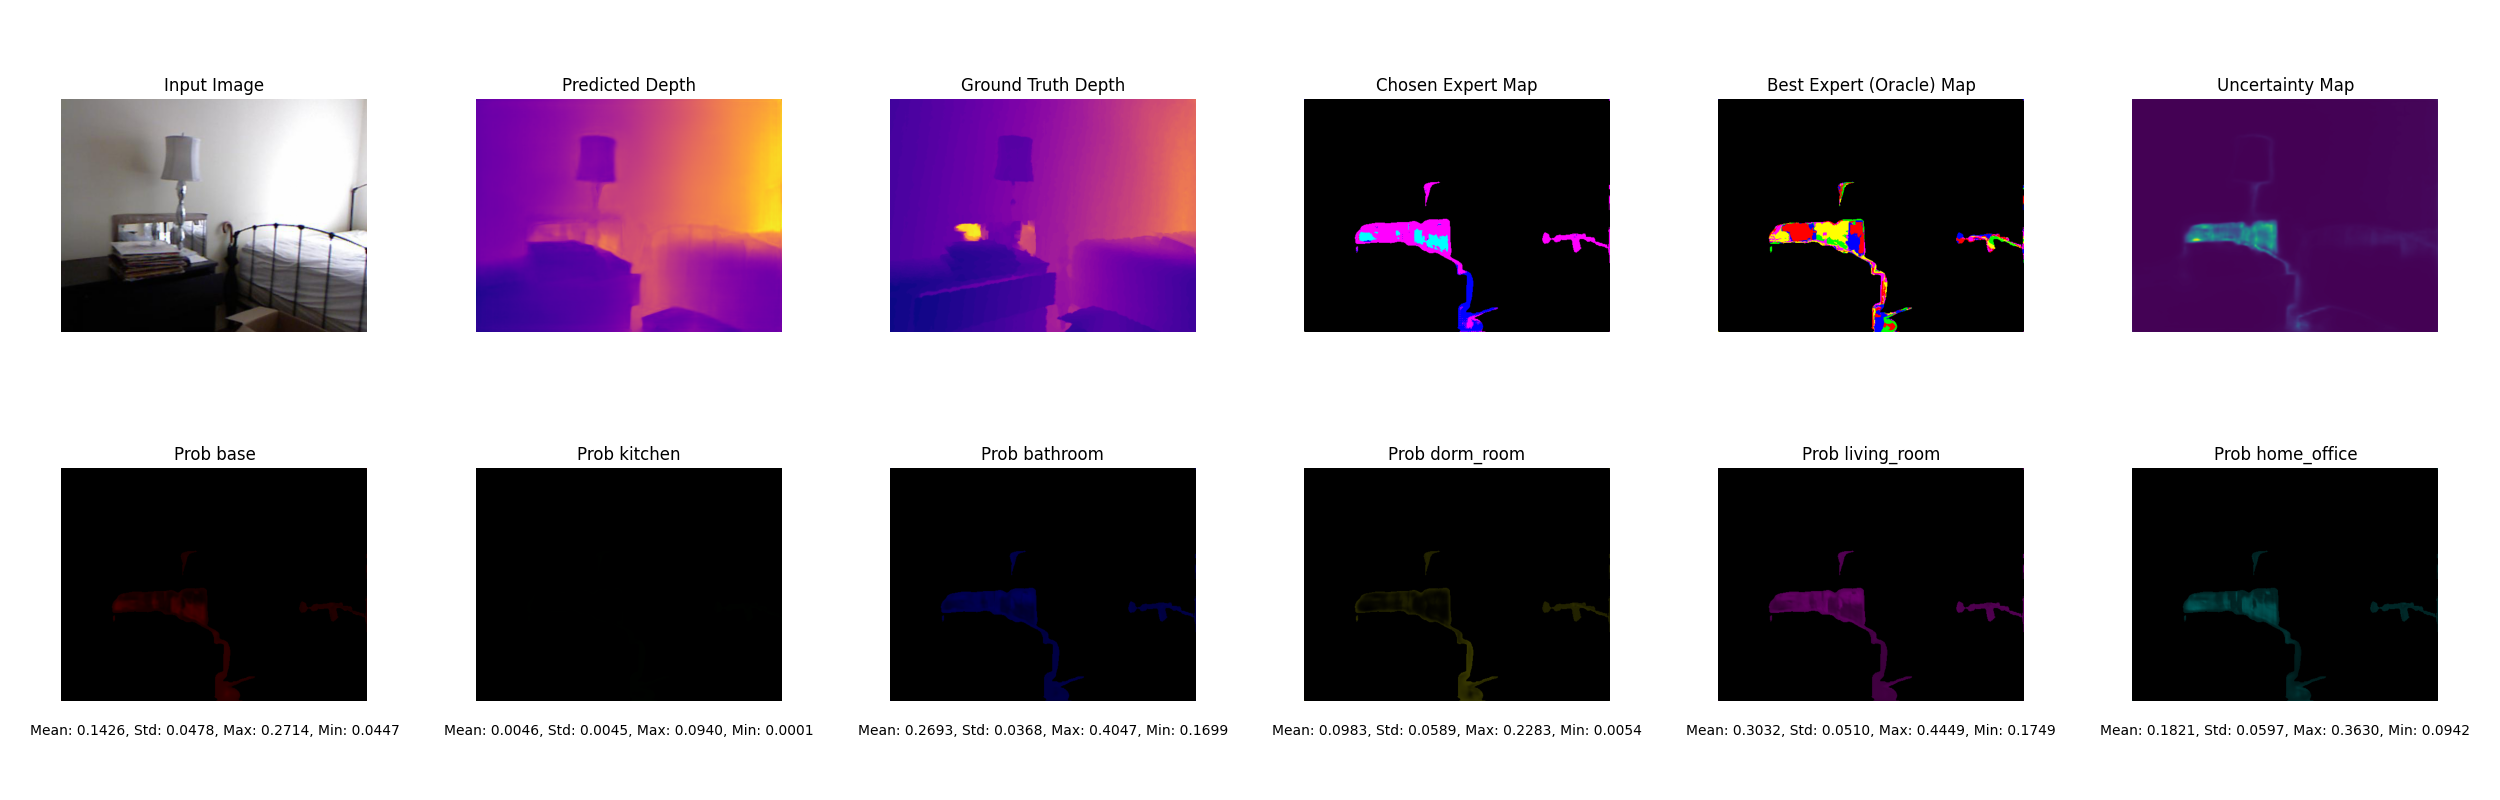 Input Image
Predicted Depth
Ground Truth Depth
Chosen Expert Map
Best Expert (Oracle) Map
Uncertainty Map
Prob base
Prob kitchen
Prob bathroom
Prob dorm_room
Prob living_room
Prob home_office
Mean: 0.1426, Std: 0.0478, Max: 0.2714, Min: 0.0447
Mean: 0.0046, Std: 0.0045, Max: 0.0940, Min: 0.0001
Mean: 0.2693, Std: 0.0368, Max: 0.4047, Min: 0.1699
Mean: 0.0983, Std: 0.0589, Max: 0.2283, Min: 0.0054
Mean: 0.3032, Std: 0.0510, Max: 0.4449, Min: 0.1749
Mean: 0.1821, Std: 0.0597, Max: 0.3630, Min: 0.0942